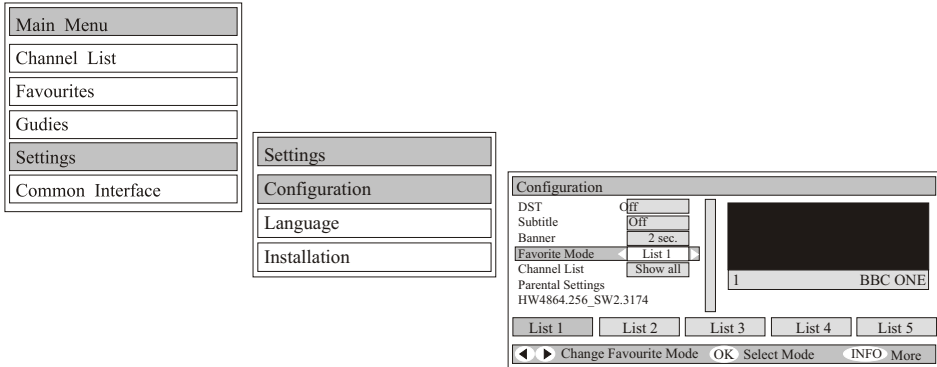 Main Menu
Channel List
Favourites
Gudies
Settings
Common Interface
Settings
Configuration
Language
Installation
Configuration
DST Off
Subtitle Off
Banner 2 sec.
Favorite Mode List 1
Channel List Show all
Parental Settings
HW4864.256_SW2.3174
1 BBC ONE
List 1 List 2 List 3 List 4 List 5
Change Favourite Mode OK Select Mode INFO More